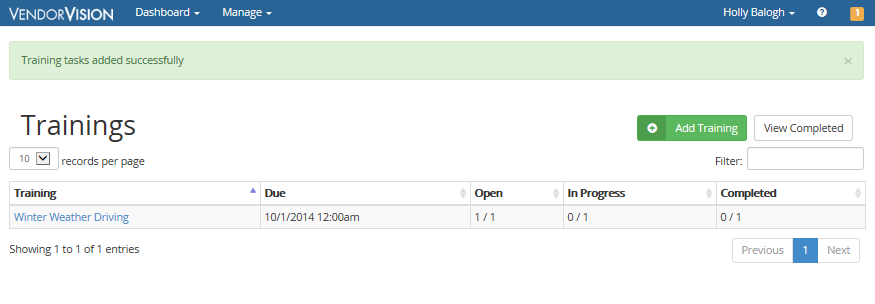 VENDORVISION Dashboard Manage Holly Balogh 1
Training tasks added successfully ×
Trainings
Add Training View Completed
10 records per page Filter:
Training Due Open In Progress Completed
Winter Weather Driving 10/1/2014 12:00am 1 / 1 0 / 1 0 / 1
Showing 1 to 1 of 1 entries Previous 1 Next